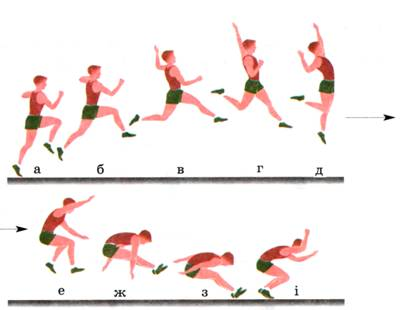 а б в г д
е ж з і